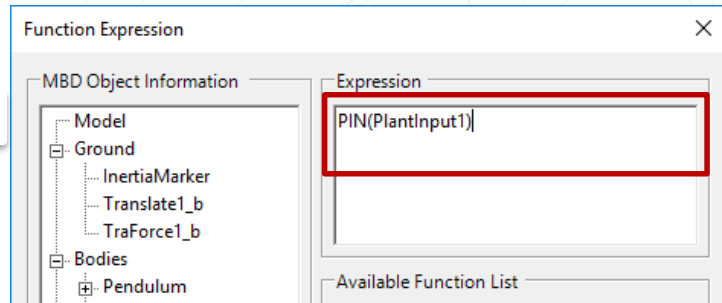 Function Expression
MBD Object Information
Model
Ground
InertiaMarker
Translate1_b
TraForce1_b
Bodies
Pendulum
Expression
PIN(PlantInput1)
Available Function List